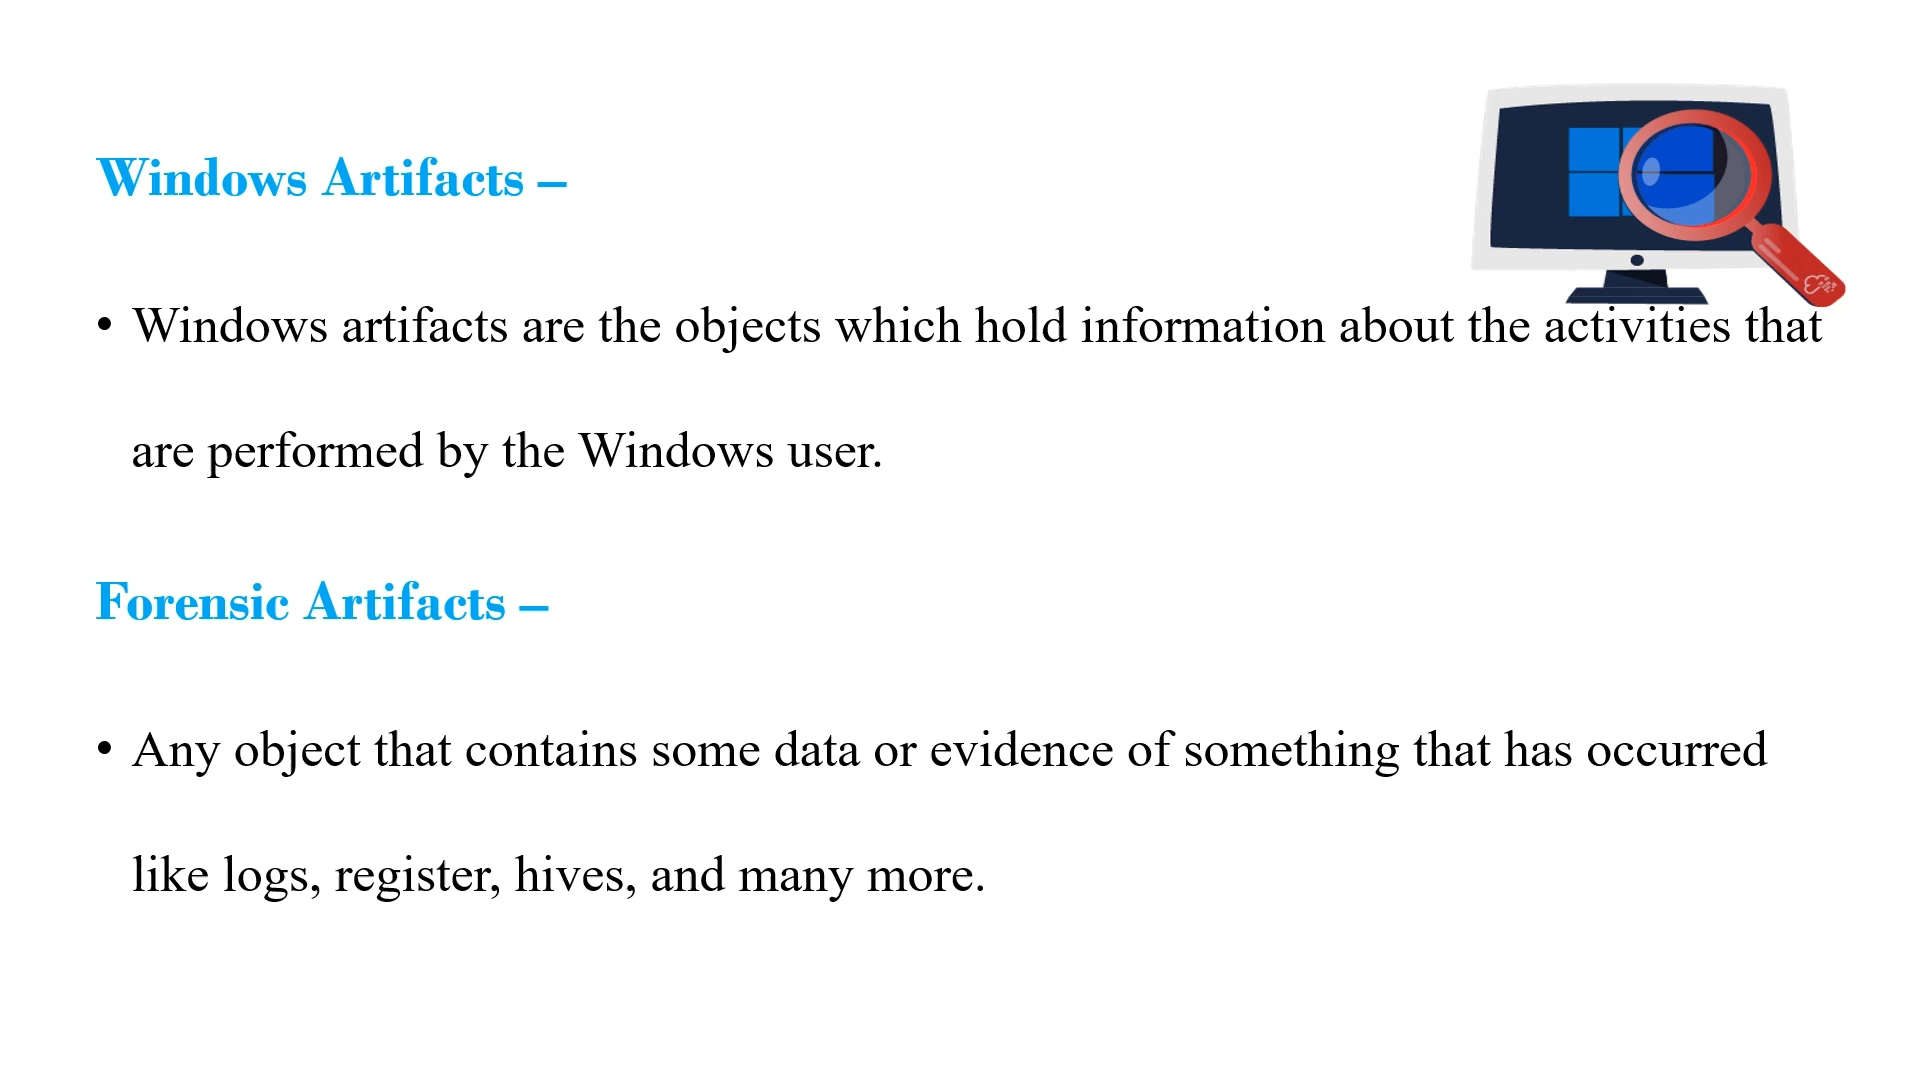 Windows Artifacts –
• Windows artifacts are the objects which hold information about the activities that
are performed by the Windows user.
Forensic Artifacts –
• Any object that contains some data or evidence of something that has occurred
like logs, register, hives, and many more.